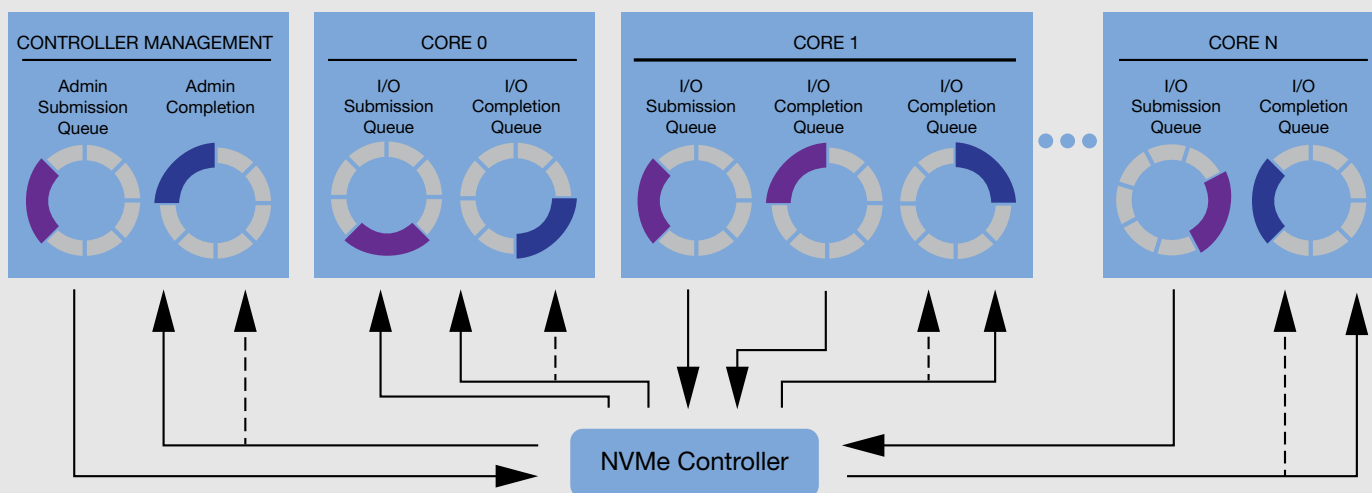 CONTROLLER MANAGEMENT
Admin
Submission
Queue
Admin
Completion
CORE 0
I/O
Submission
Queue
I/O
Completion
Queue
CORE 1
I/O
Submission
Queue
I/O
Completion
Queue
I/O
Completion
Queue
CORE N
I/O
Submission
Queue
I/O
Completion
Queue
NVMe Controller